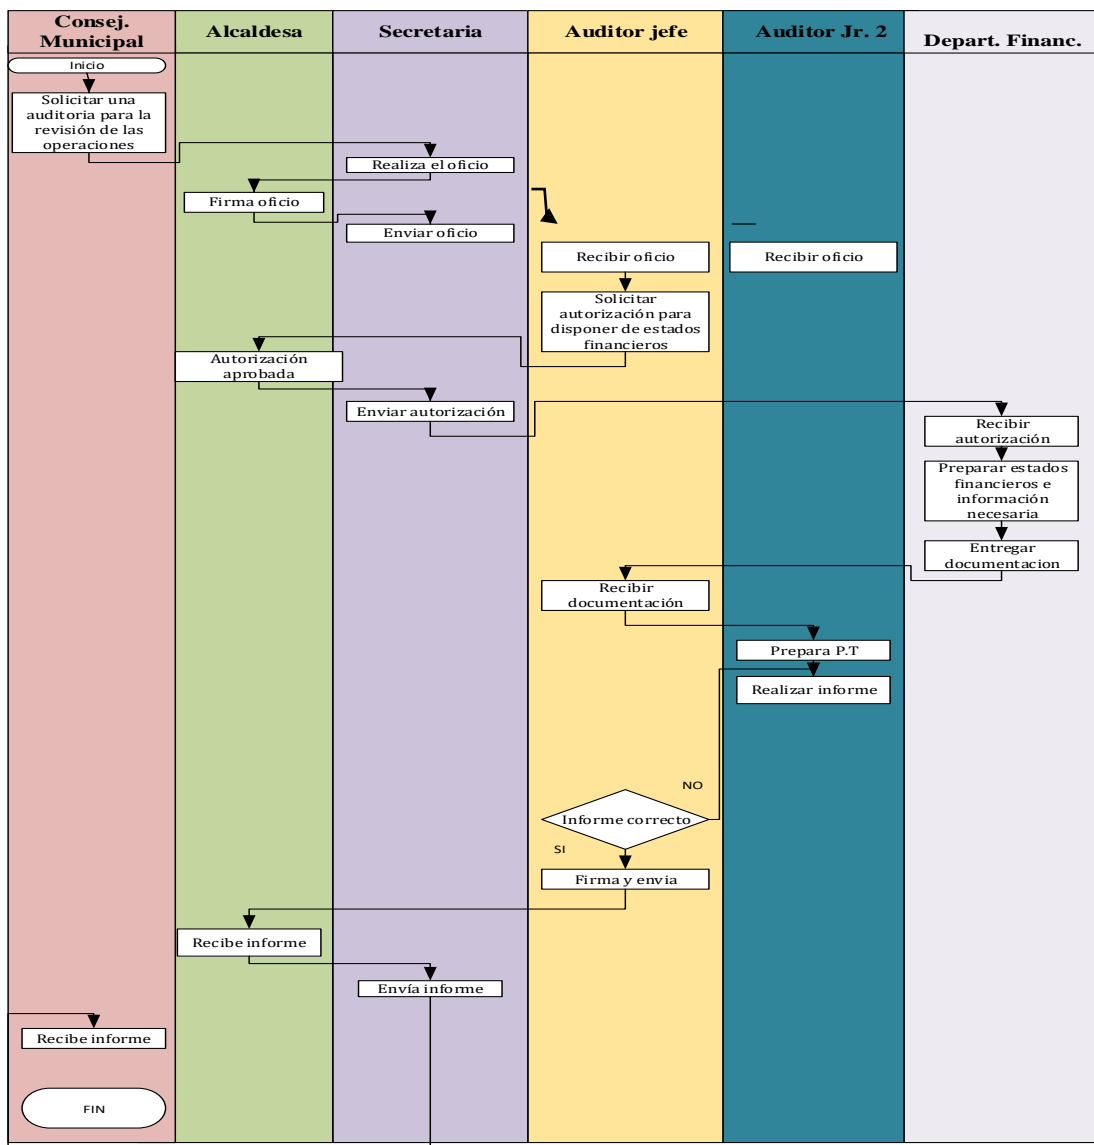 Consej.
Municipal
Alcaldesa
Secretaria
Auditor jefe
Auditor Jr. 2
Depart. Financ.
Inicio
Solicitar una
auditoria para la
revisión de las
operaciones
Realiza el oficio
Firma oficio
Enviar oficio
Recibir oficio
Recibir oficio
Solicitar
autorización para
disponer de estados
financieros
Autorización
aprobada
Enviar autorización
Recibir
autorización
Preparar estados
financieros e
información
necesaria
Entregar
documentacion
Recibir
documentación
Prepara P.T
Realizar informe
NO
Informe correcto
SI
Firma y envia
Recibe informe
Envía informe
Recibe informe
FIN